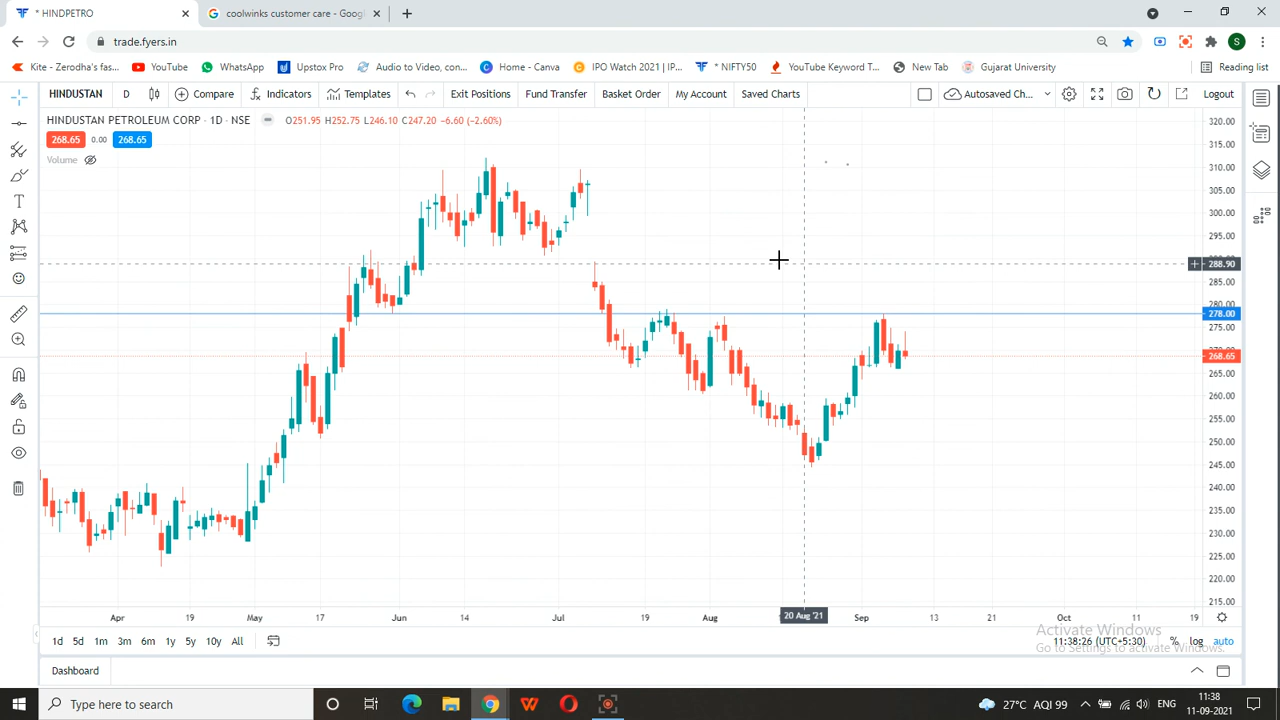 * HINDPETRO
coolwinks customer care - Goog
trade.fyers.in
S
Kite - Zerodha's fas...
YouTube
WhatsApp
Upstox Pro
Audio to Video, con...
Home - Canva
IPO Watch 2021 | IP...
* NIFTY50
YouTube Keyword T...
New Tab
Gujarat University
Reading list
HINDUSTAN
D
Compare
Indicators
Templates
Exit Positions
Fund Transfer
Basket Order
My Account
Saved Charts
Autosaved Ch...
Logout
HINDUSTAN PETROLEUM CORP · 1D · NSE
O251.95 H252.75 L246.10 C247.20 -6.60 (-2.60%)
268.65 0.00 268.65
Volume
320.00
315.00
310.00
305.00
300.00
295.00
288.90
285.00
280.00
278.00
275.00
268.65
265.00
260.00
255.00
250.00
245.00
240.00
235.00
230.00
225.00
220.00
215.00
Apr 19 May 17 Jun 14 Jul 19 Aug 20 Aug '21 Sep 13 21 Oct 11 19
1d 5d 1m 3m 6m 1y 5y 10y All
11:38:26 (UTC+5:30) % log auto
Activate Windows
Go to Settings to activate Windows.
Dashboard
Type here to search
27°C AQI 99
ENG
11:38
11-09-2021